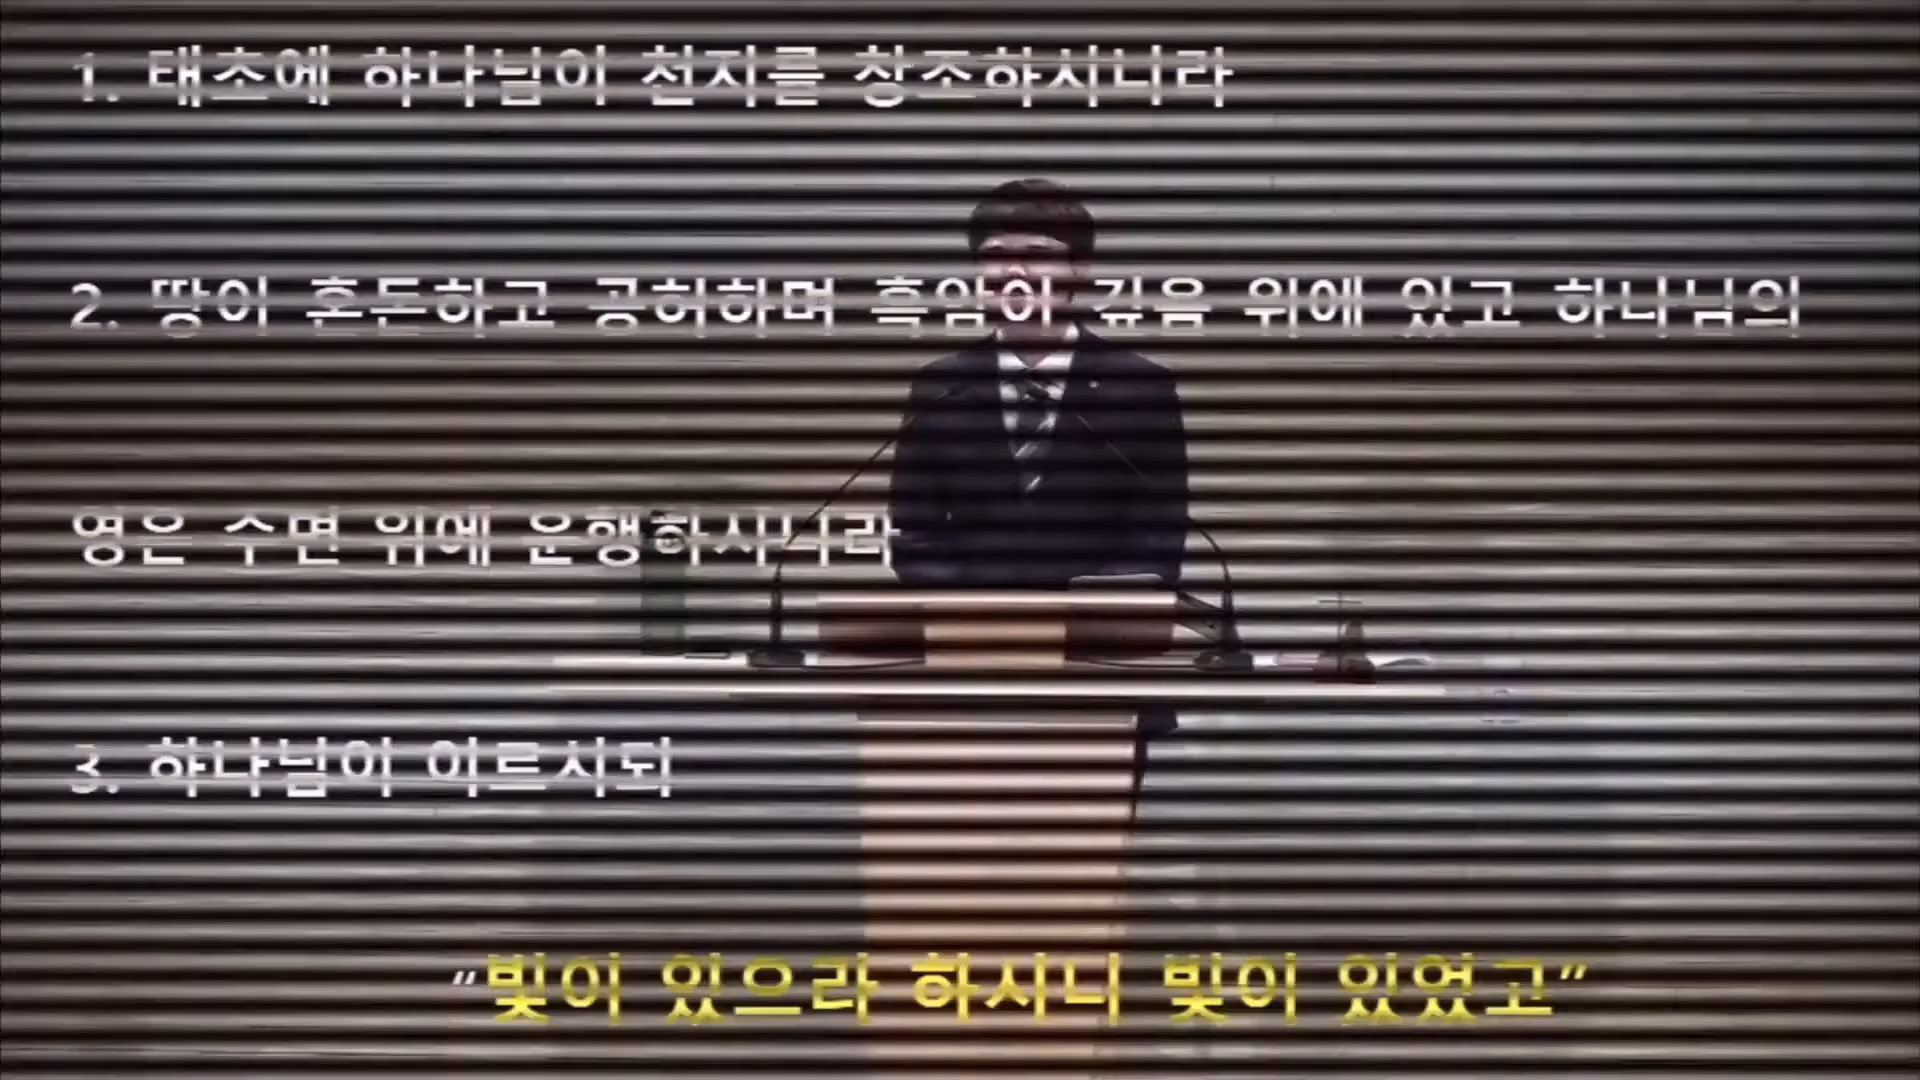 1. 태초에 하나님이 천지를 창조하시니라
2. 땅이 혼돈하고 공허하며 흑암이 깊음 위에 있고 하나님의
영은 수면 위에 운행하시니라
3. 하나님이 이르시되
“빛이 있으라 하시니 빛이 있었고”